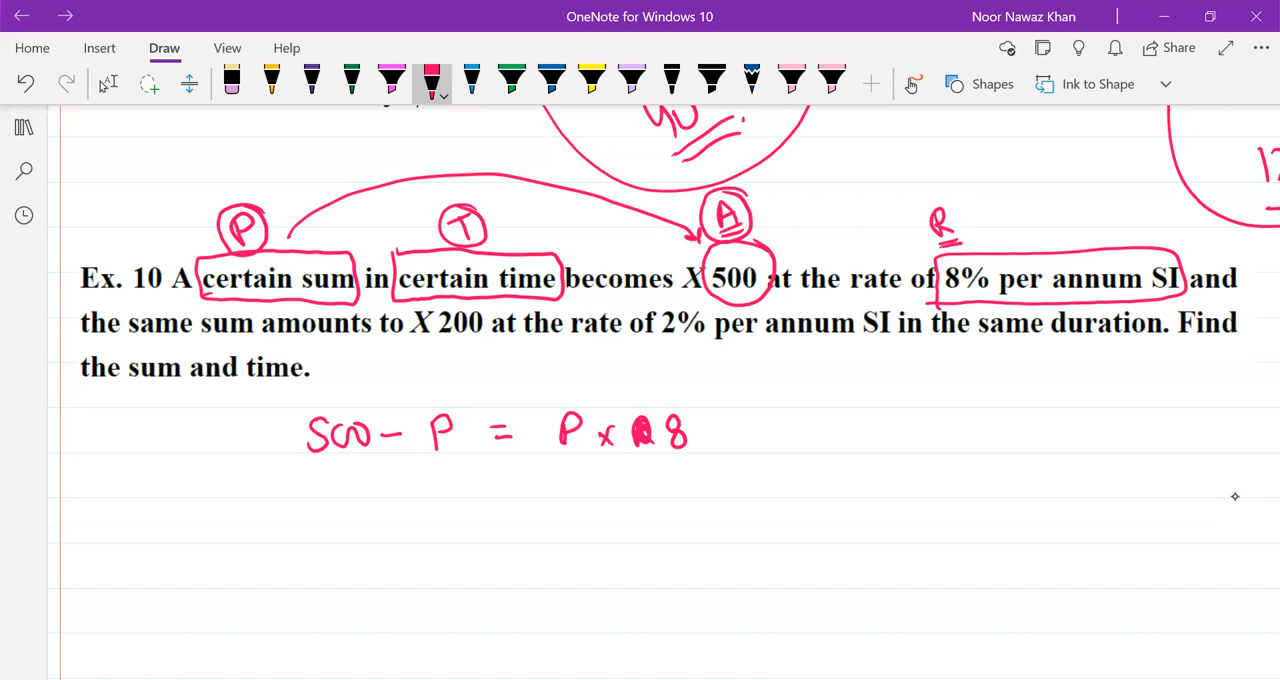 OneNote for Windows 10
Noor Nawaz Khan
Home Insert Draw View Help
Share
Shapes
Ink to Shape
40
12
P T A R
Ex. 10 A certain sum in certain time becomes X 500 at the rate of 8% per annum SI and
the same sum amounts to X 200 at the rate of 2% per annum SI in the same duration. Find
the sum and time.
500 - P = P x 8